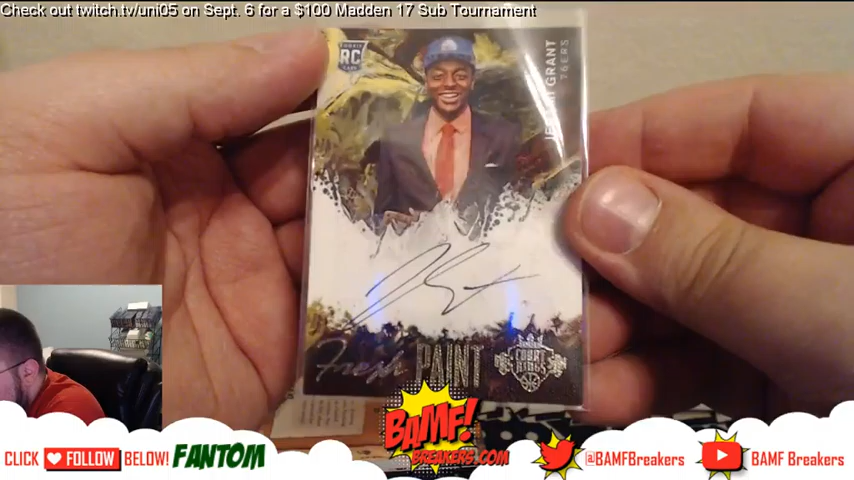 Check out twitch.tv/uni05 on Sept. 6 for a $100 Madden 17 Sub Tournament
ROOKIE
RC
CARD
GRANT
76ERS
Fresh PAINT
COURT
KINGS
CLICK FOLLOW BELOW! FANTOM
BAMF!
BREAKERS.COM
@BAMFBreakers
BAMF Breakers